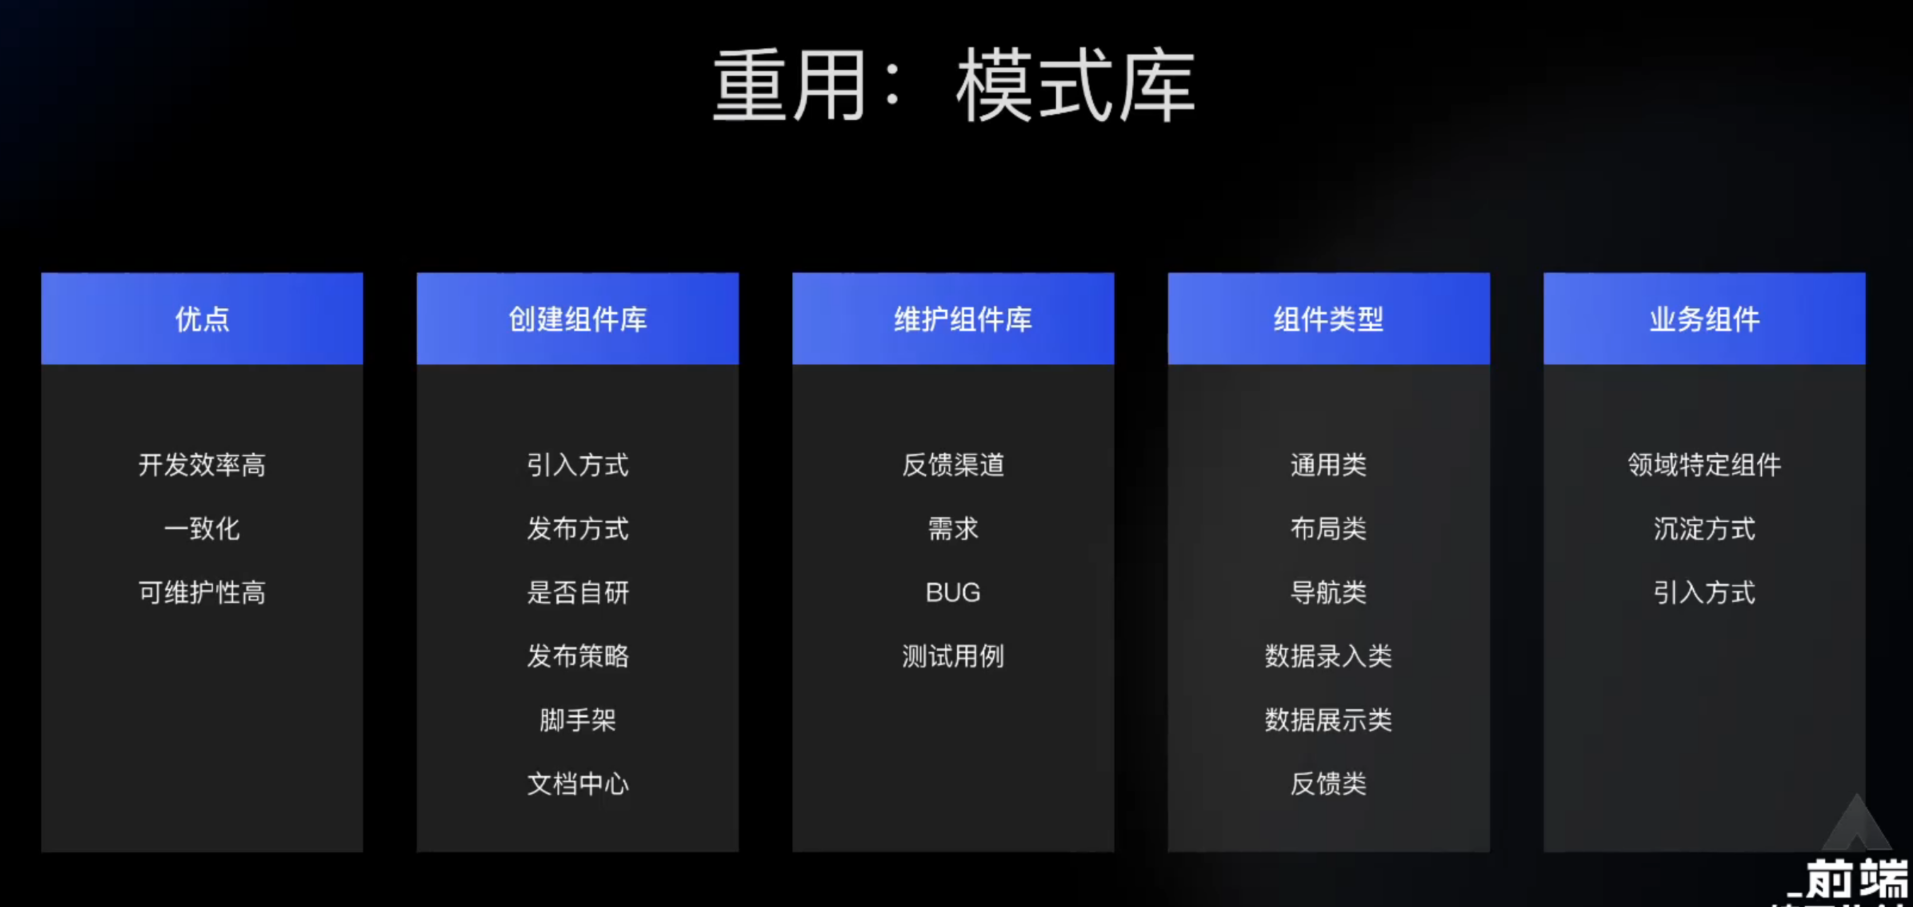 重用：模式库
优点
开发效率高
一致化
可维护性高
创建组件库
引入方式
发布方式
是否自研
发布策略
脚手架
文档中心
维护组件库
反馈渠道
需求
BUG
测试用例
组件类型
通用类
布局类
导航类
数据录入类
数据展示类
反馈类
业务组件
领域特定组件
沉淀方式
引入方式
_前端